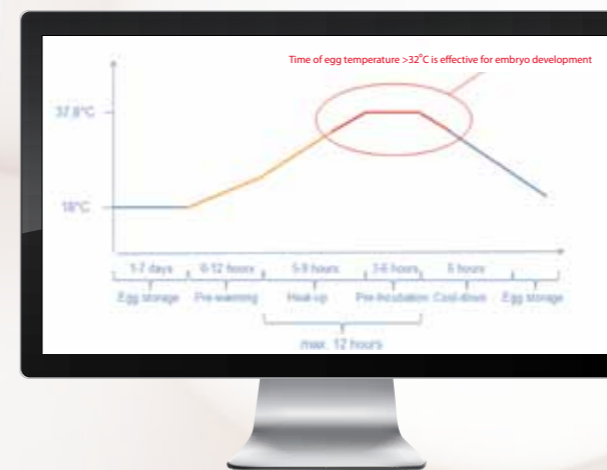 Time of egg temperature >32°C is effective for embryo development
37,8°C
18°C
1-7 days 6-12 hours 5-9 hours 3-6 hours 6 hours
Egg storage Pre-warming Heat-up Pre-Incubation Cool-down Egg storage
max. 12 hours